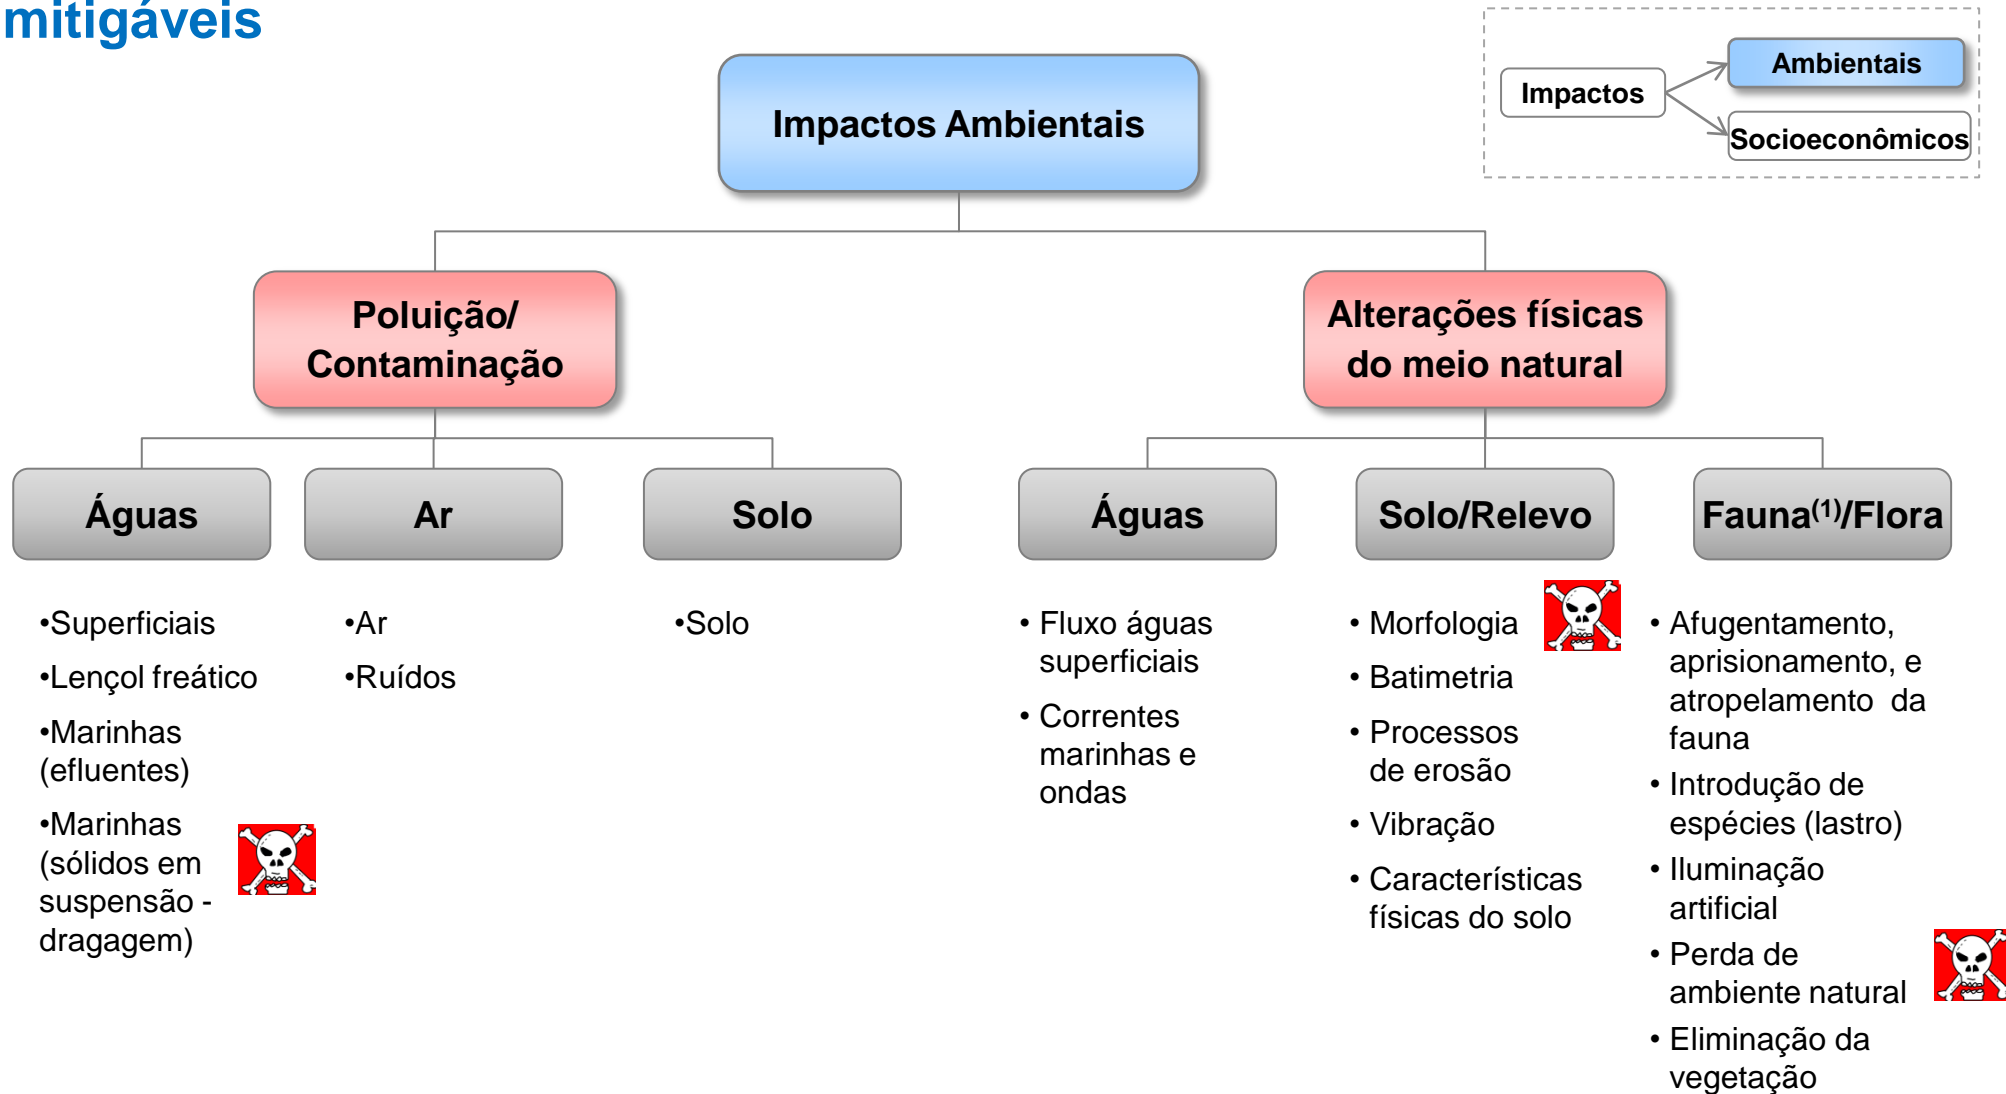 mitigáveis
Impactos
Ambientais
Socioeconômicos
Impactos Ambientais
Poluição/
Contaminação
Alterações físicas
do meio natural
Águas
Ar
Solo
Águas
Solo/Relevo
Fauna(1)/Flora
•Superficiais
•Lençol freático
•Marinhas
(efluentes)
•Marinhas
(sólidos em
suspensão -
dragagem)
•Ar
•Ruídos
•Solo
• Fluxo águas
superficiais
• Correntes
marinhas e
ondas
• Morfologia
• Batimetria
• Processos
de erosão
• Vibração
• Características
físicas do solo
• Afugentamento,
aprisionamento, e
atropelamento da
fauna
• Introdução de
espécies (lastro)
• Iluminação
artificial
• Perda de
ambiente natural
• Eliminação da
vegetação